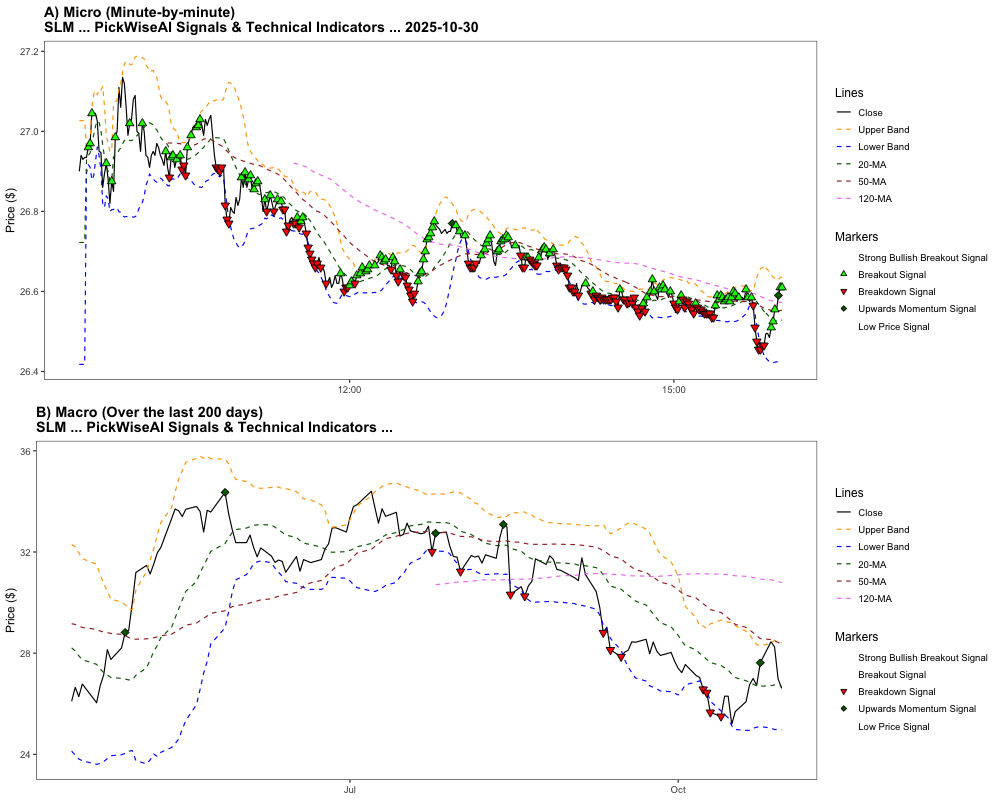 A) Micro (Minute-by-minute)
SLM ... PickWiseAI Signals & Technical Indicators ... 2025-10-30
27.2
27.0
26.8
26.6
26.4
Price ($)
12:00
15:00
Lines
Close
Upper Band
Lower Band
20-MA
50-MA
120-MA
Markers
Strong Bullish Breakout Signal
Breakout Signal
Breakdown Signal
Upwards Momentum Signal
Low Price Signal
B) Macro (Over the last 200 days)
SLM ... PickWiseAI Signals & Technical Indicators ...
36
32
28
24
Price ($)
Jul
Oct
Lines
Close
Upper Band
Lower Band
20-MA
50-MA
120-MA
Markers
Strong Bullish Breakout Signal
Breakout Signal
Breakdown Signal
Upwards Momentum Signal
Low Price Signal